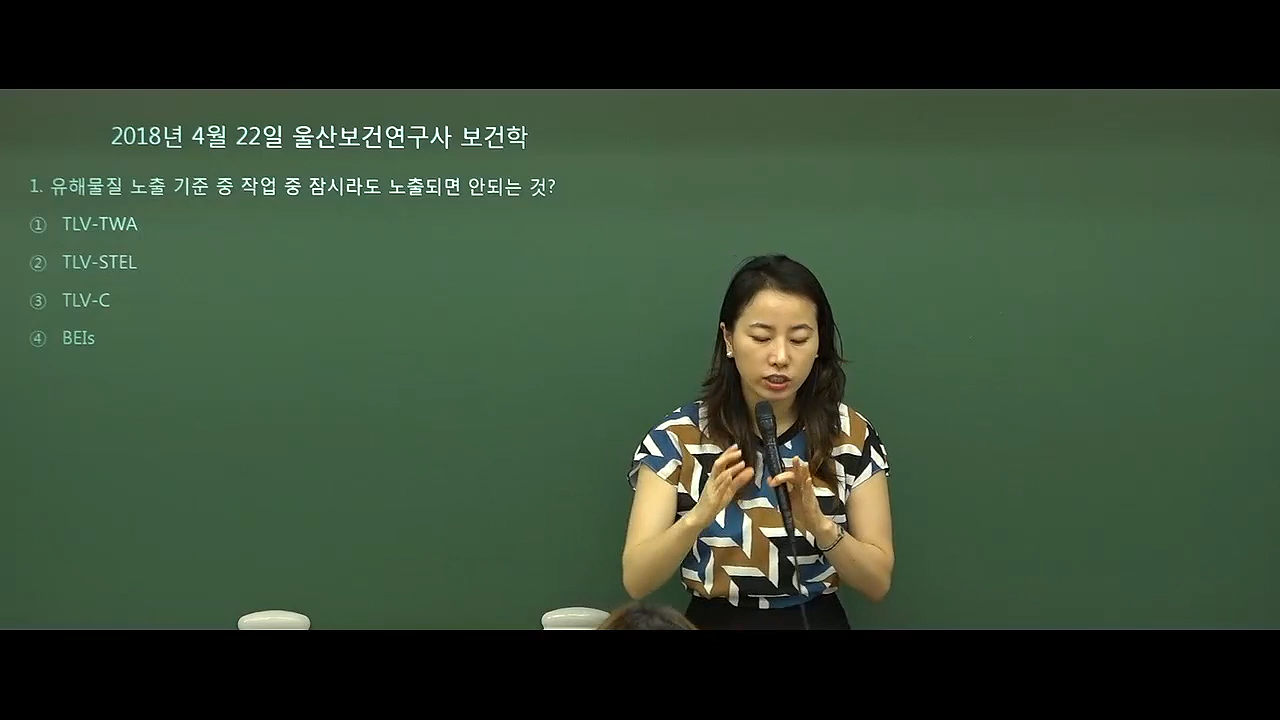 2018년 4월 22일 울산보건연구사 보건학
1. 유해물질 노출 기준 중 작업 중 잠시라도 노출되면 안되는 것?
① TLV-TWA
② TLV-STEL
③ TLV-C
④ BEIs